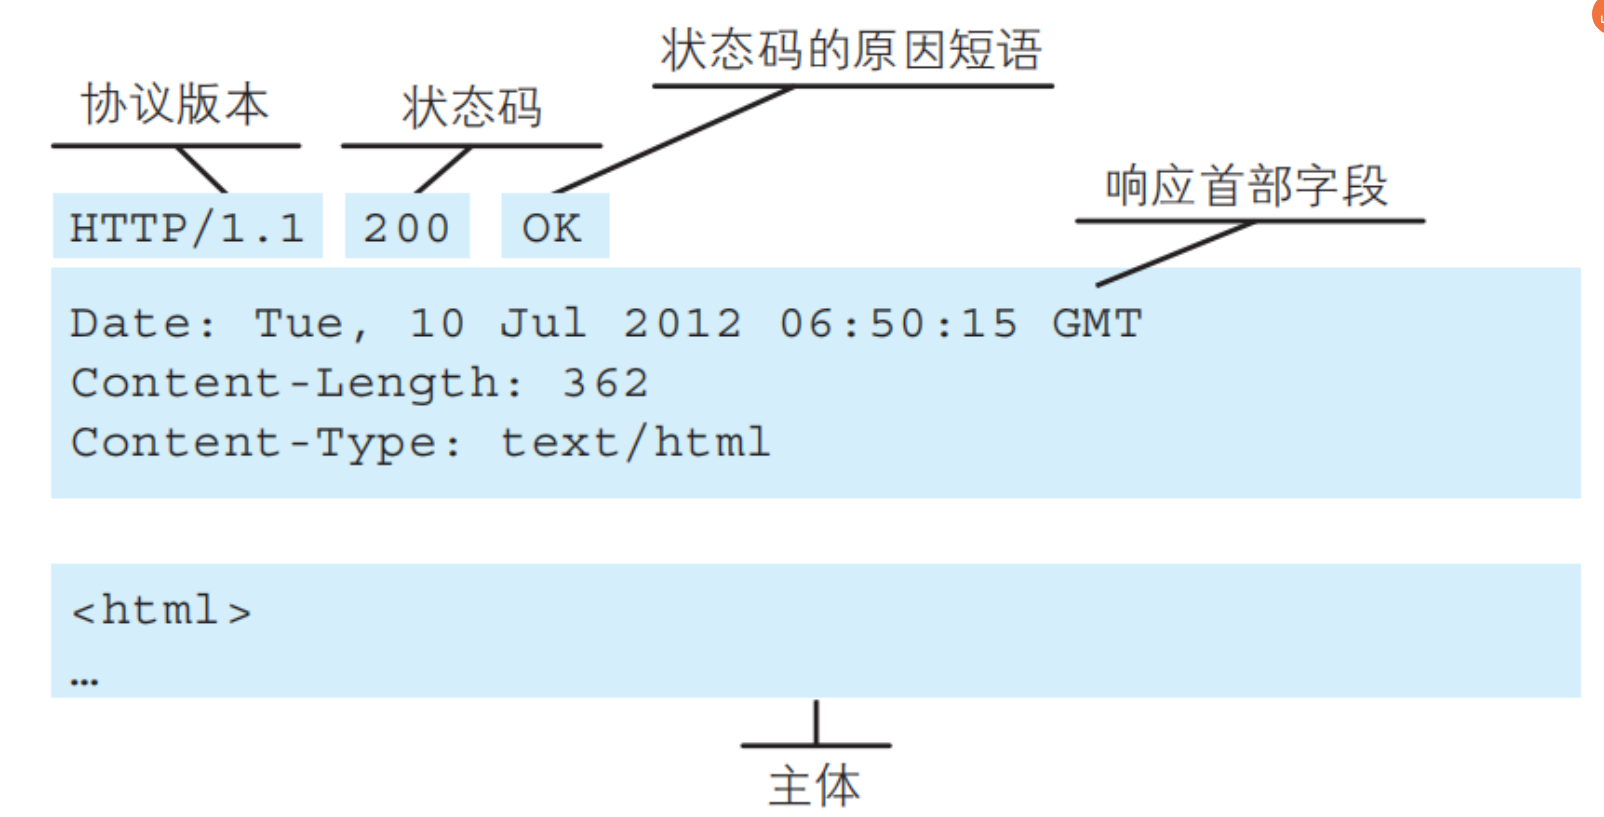 状态码的原因短语
协议版本
状态码
HTTP/1.1 200 OK
响应首部字段
Date: Tue, 10 Jul 2012 06:50:15 GMT
Content-Length: 362
Content-Type: text/html
<html>
…
主体